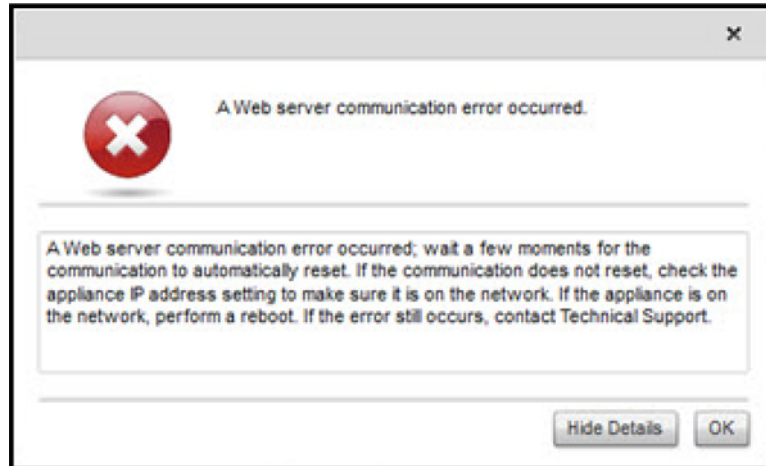 A Web server communication error occurred.
A Web server communication error occurred; wait a few moments for the
communication to automatically reset. If the communication does not reset, check the
appliance IP address setting to make sure it is on the network. If the appliance is on
the network, perform a reboot. If the error still occurs, contact Technical Support.
Hide Details OK